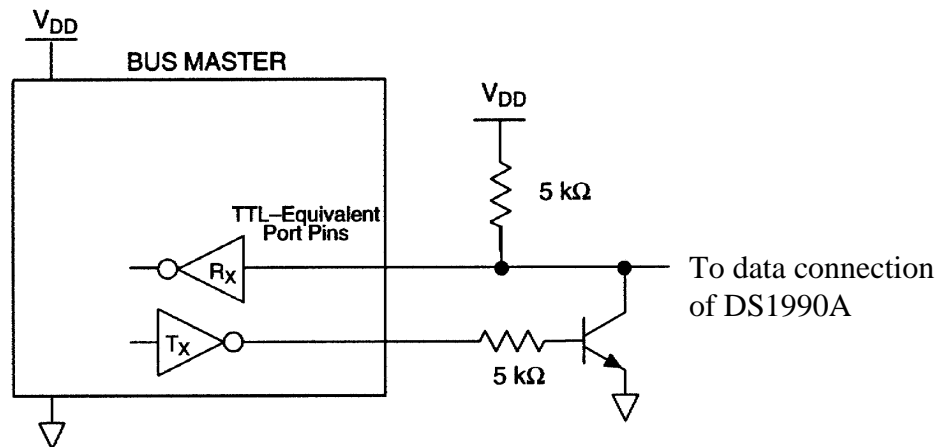 VDD
BUS MASTER
VDD
5 kΩ
TTL–Equivalent
Port Pins
RX
To data connection
of DS1990A
TX
5 kΩ